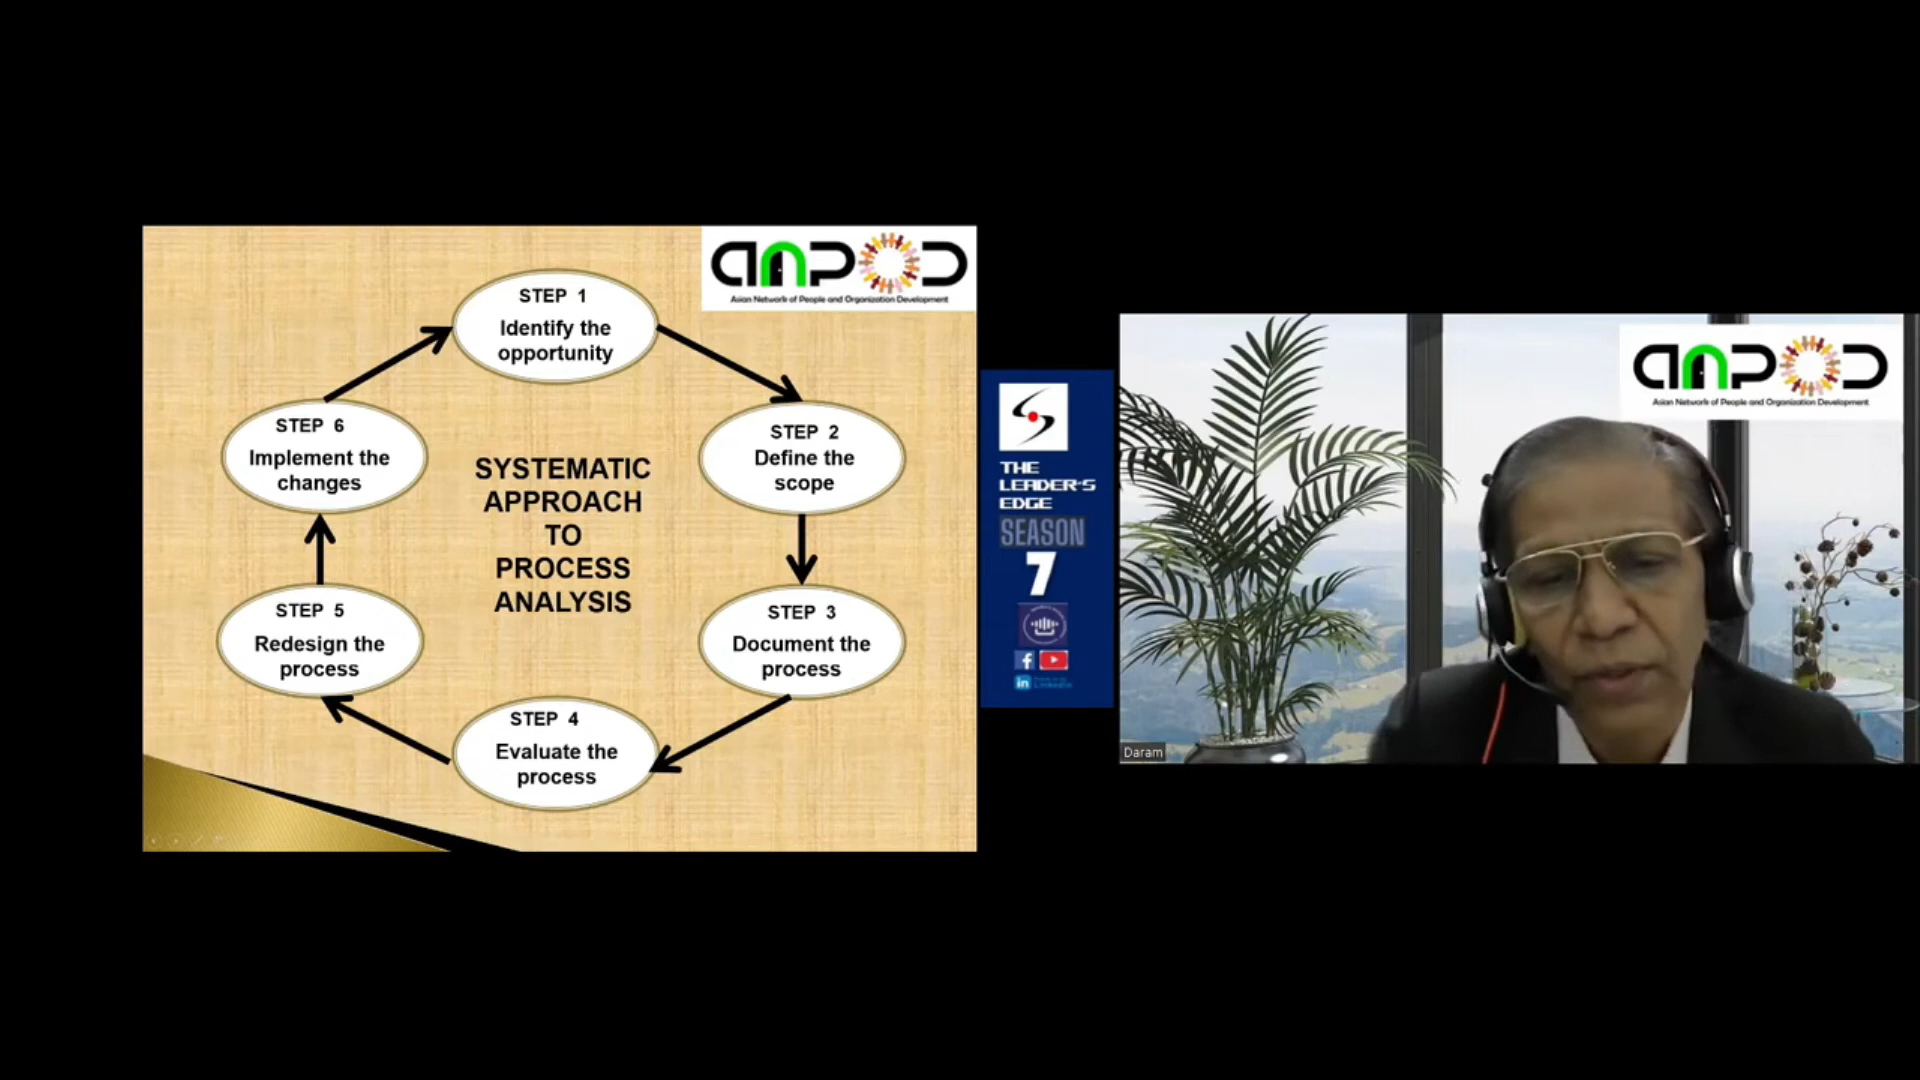 ANPOD
Asian Network of People and Organization Development
STEP 1
Identify the
opportunity
STEP 2
Define the
scope
STEP 3
Document the
process
STEP 4
Evaluate the
process
STEP 5
Redesign the
process
STEP 6
Implement the
changes
SYSTEMATIC
APPROACH
TO
PROCESS
ANALYSIS
THE
LEADER'S
EDGE
SEASON
7
f
in
ANPOD
Asian Network of People and Organization Development
Daram